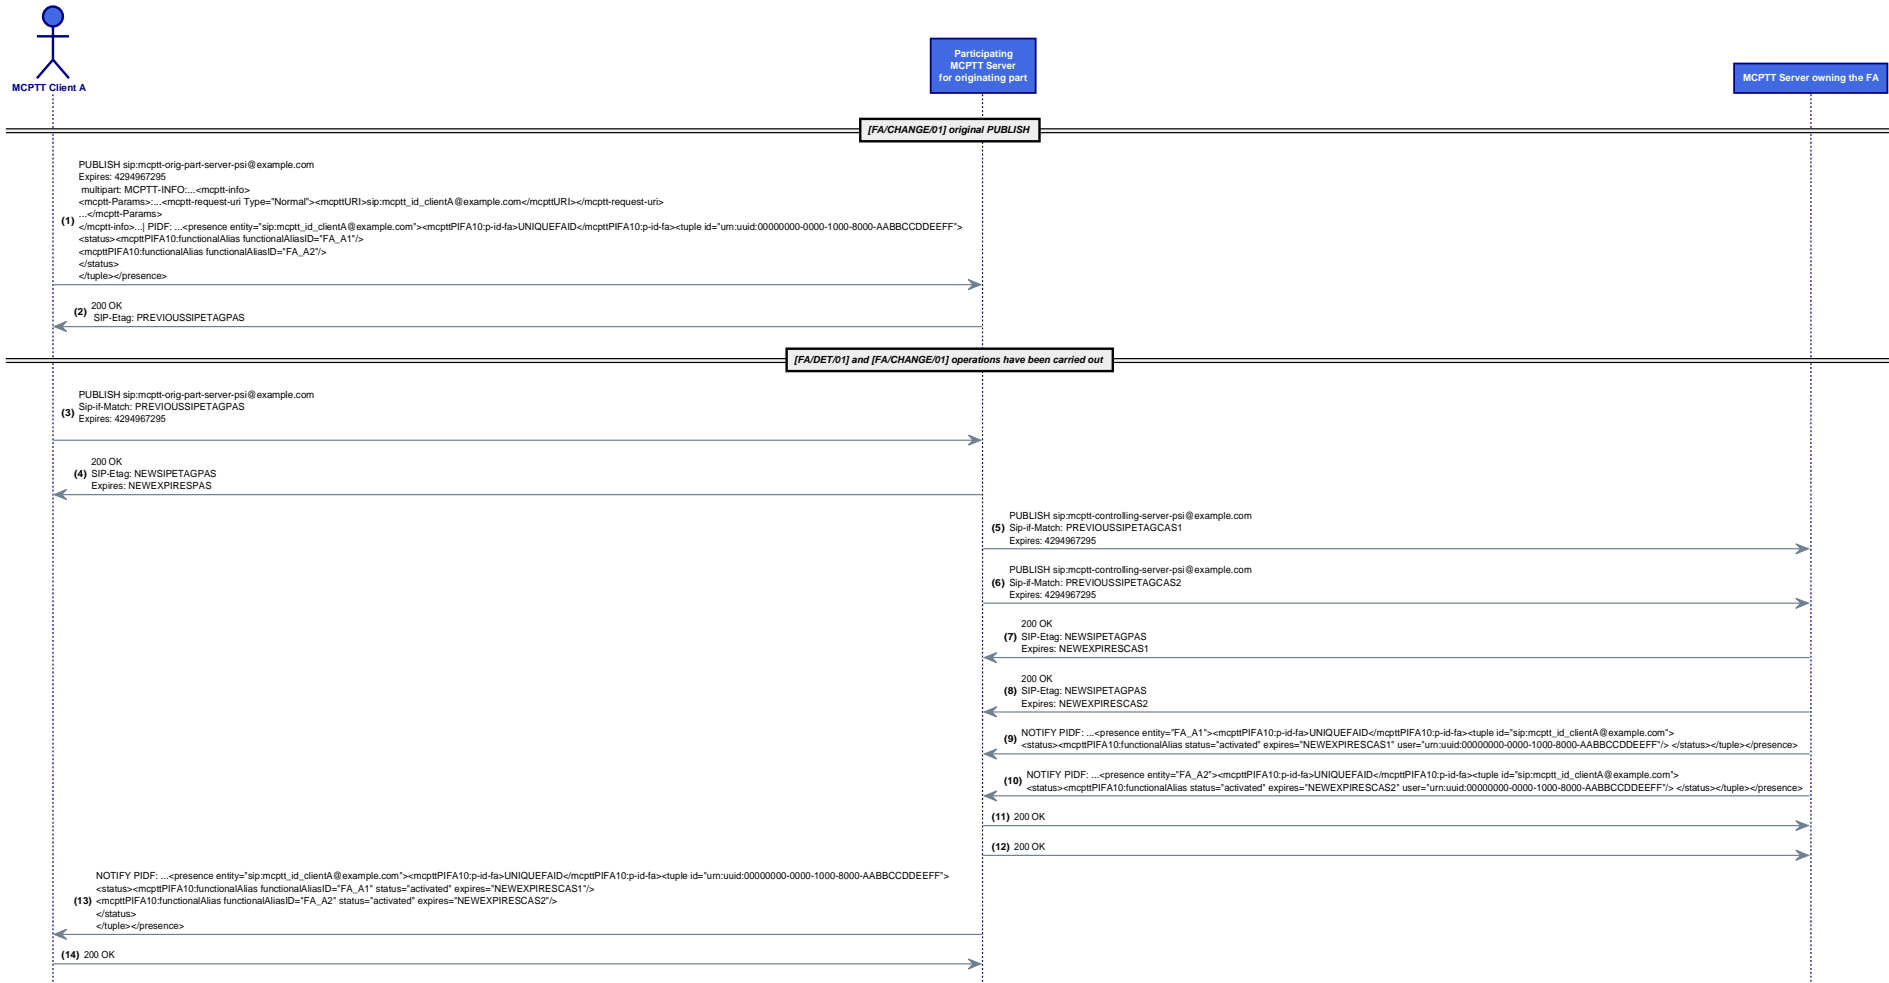 MCPTT Client A
Participating
MCPTT Server
for originating part
MCPTT Server owning the FA
[FA/CHANGE/01] original PUBLISH
PUBLISH sip:mcptt-orig-part-server-psi@example.com
Expires: 4294967295
multipart: MCPTT-INFO:...<mcptt-info>
<mcptt-Params>:...<mcptt-request-uri Type="Normal"><mcpttURI>sip:mcptt_id_clientA@example.com</mcpttURI></mcptt-request-uri>
...</mcptt-Params>
(1) </mcptt-info>...| PIDF: ...<presence entity="sip:mcptt_id_clientA@example.com"><mcpttPIFA10:p-id-fa>UNIQUEFAID</mcpttPIFA10:p-id-fa><tuple id="urn:uuid:00000000-0000-1000-8000-AABBCCDDEEFF">
<status><mcpttPIFA10:functionalAlias functionalAliasID="FA_A1"/>
<mcpttPIFA10:functionalAlias functionalAliasID="FA_A2"/>
</status>
</tuple></presence>
200 OK
(2) SIP-Etag: PREVIOUSSIPETAGPAS
[FA/DET/01] and [FA/CHANGE/01] operations have been carried out
PUBLISH sip:mcptt-orig-part-server-psi@example.com
(3) Sip-if-Match: PREVIOUSSIPETAGPAS
Expires: 4294967295
200 OK
(4) SIP-Etag: NEWSIPETAGPAS
Expires: NEWEXPIRESPAS
PUBLISH sip:mcptt-controlling-server-psi@example.com
(5) Sip-if-Match: PREVIOUSSIPETAGCAS1
Expires: 4294967295
PUBLISH sip:mcptt-controlling-server-psi@example.com
(6) Sip-if-Match: PREVIOUSSIPETAGCAS2
Expires: 4294967295
200 OK
(7) SIP-Etag: NEWSIPETAGPAS
Expires: NEWEXPIRESCAS1
200 OK
(8) SIP-Etag: NEWSIPETAGPAS
Expires: NEWEXPIRESCAS2
(9) NOTIFY PIDF: ...<presence entity="FA_A1"><mcpttPIFA10:p-id-fa>UNIQUEFAID</mcpttPIFA10:p-id-fa><tuple id="sip:mcptt_id_clientA@example.com">
<status><mcpttPIFA10:functionalAlias status="activated" expires="NEWEXPIRESCAS1" user="urn:uuid:00000000-0000-1000-8000-AABBCCDDEEFF"/> </status></tuple></presence>
(10) NOTIFY PIDF: ...<presence entity="FA_A2"><mcpttPIFA10:p-id-fa>UNIQUEFAID</mcpttPIFA10:p-id-fa><tuple id="sip:mcptt_id_clientA@example.com">
<status><mcpttPIFA10:functionalAlias status="activated" expires="NEWEXPIRESCAS2" user="urn:uuid:00000000-0000-1000-8000-AABBCCDDEEFF"/> </status></tuple></presence>
(11) 200 OK
(12) 200 OK
NOTIFY PIDF: ...<presence entity="sip:mcptt_id_clientA@example.com"><mcpttPIFA10:p-id-fa>UNIQUEFAID</mcpttPIFA10:p-id-fa><tuple id="urn:uuid:00000000-0000-1000-8000-AABBCCDDEEFF">
<status><mcpttPIFA10:functionalAlias functionalAliasID="FA_A1" status="activated" expires="NEWEXPIRESCAS1"/>
(13) <mcpttPIFA10:functionalAlias functionalAliasID="FA_A2" status="activated" expires="NEWEXPIRESCAS2"/>
</status>
</tuple></presence>
(14) 200 OK